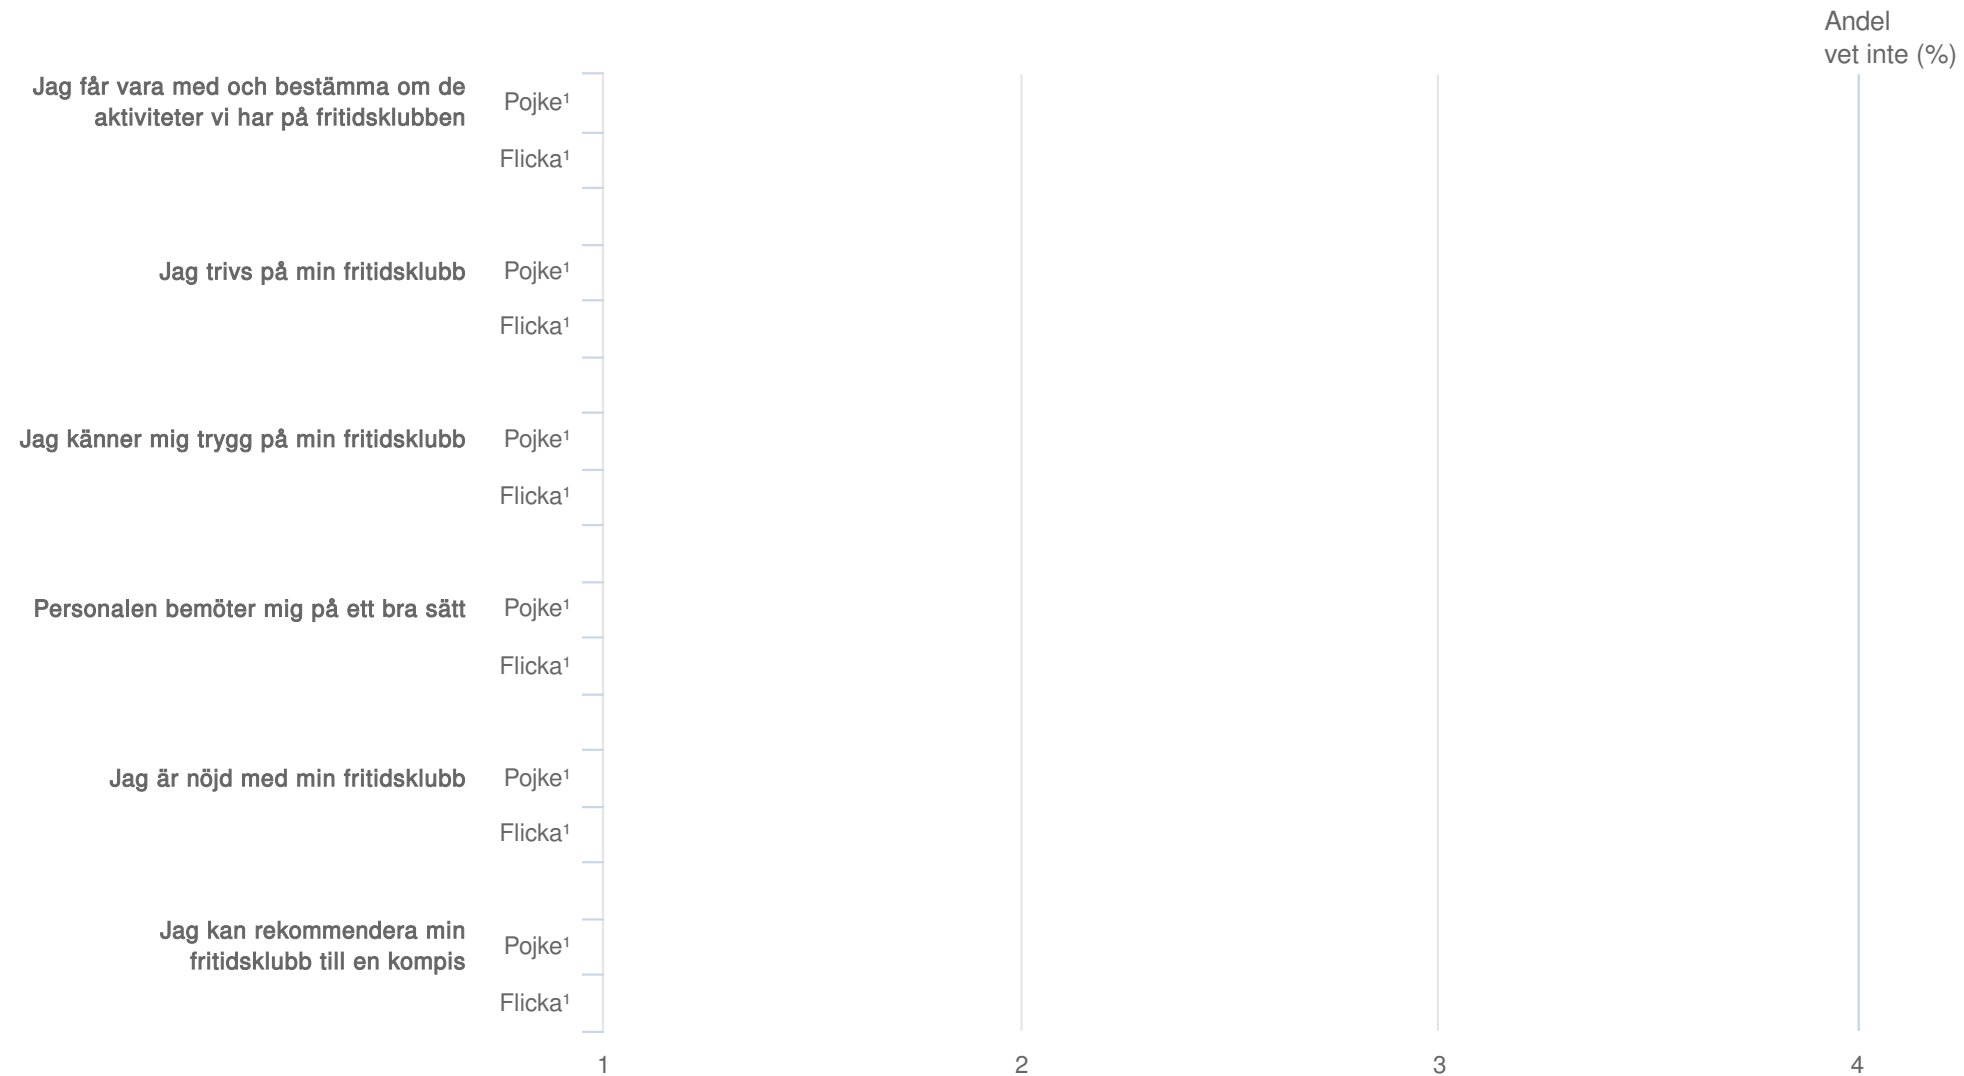 Andel
vet inte (%)
Jag får vara med och bestämma om de
aktiviteter vi har på fritidsklubben
Pojke¹
Flicka¹
Jag trivs på min fritidsklubb
Pojke¹
Flicka¹
Jag känner mig trygg på min fritidsklubb
Pojke¹
Flicka¹
Personalen bemöter mig på ett bra sätt
Pojke¹
Flicka¹
Jag är nöjd med min fritidsklubb
Pojke¹
Flicka¹
Jag kan rekommendera min
fritidsklubb till en kompis
Pojke¹
Flicka¹
1 2 3 4